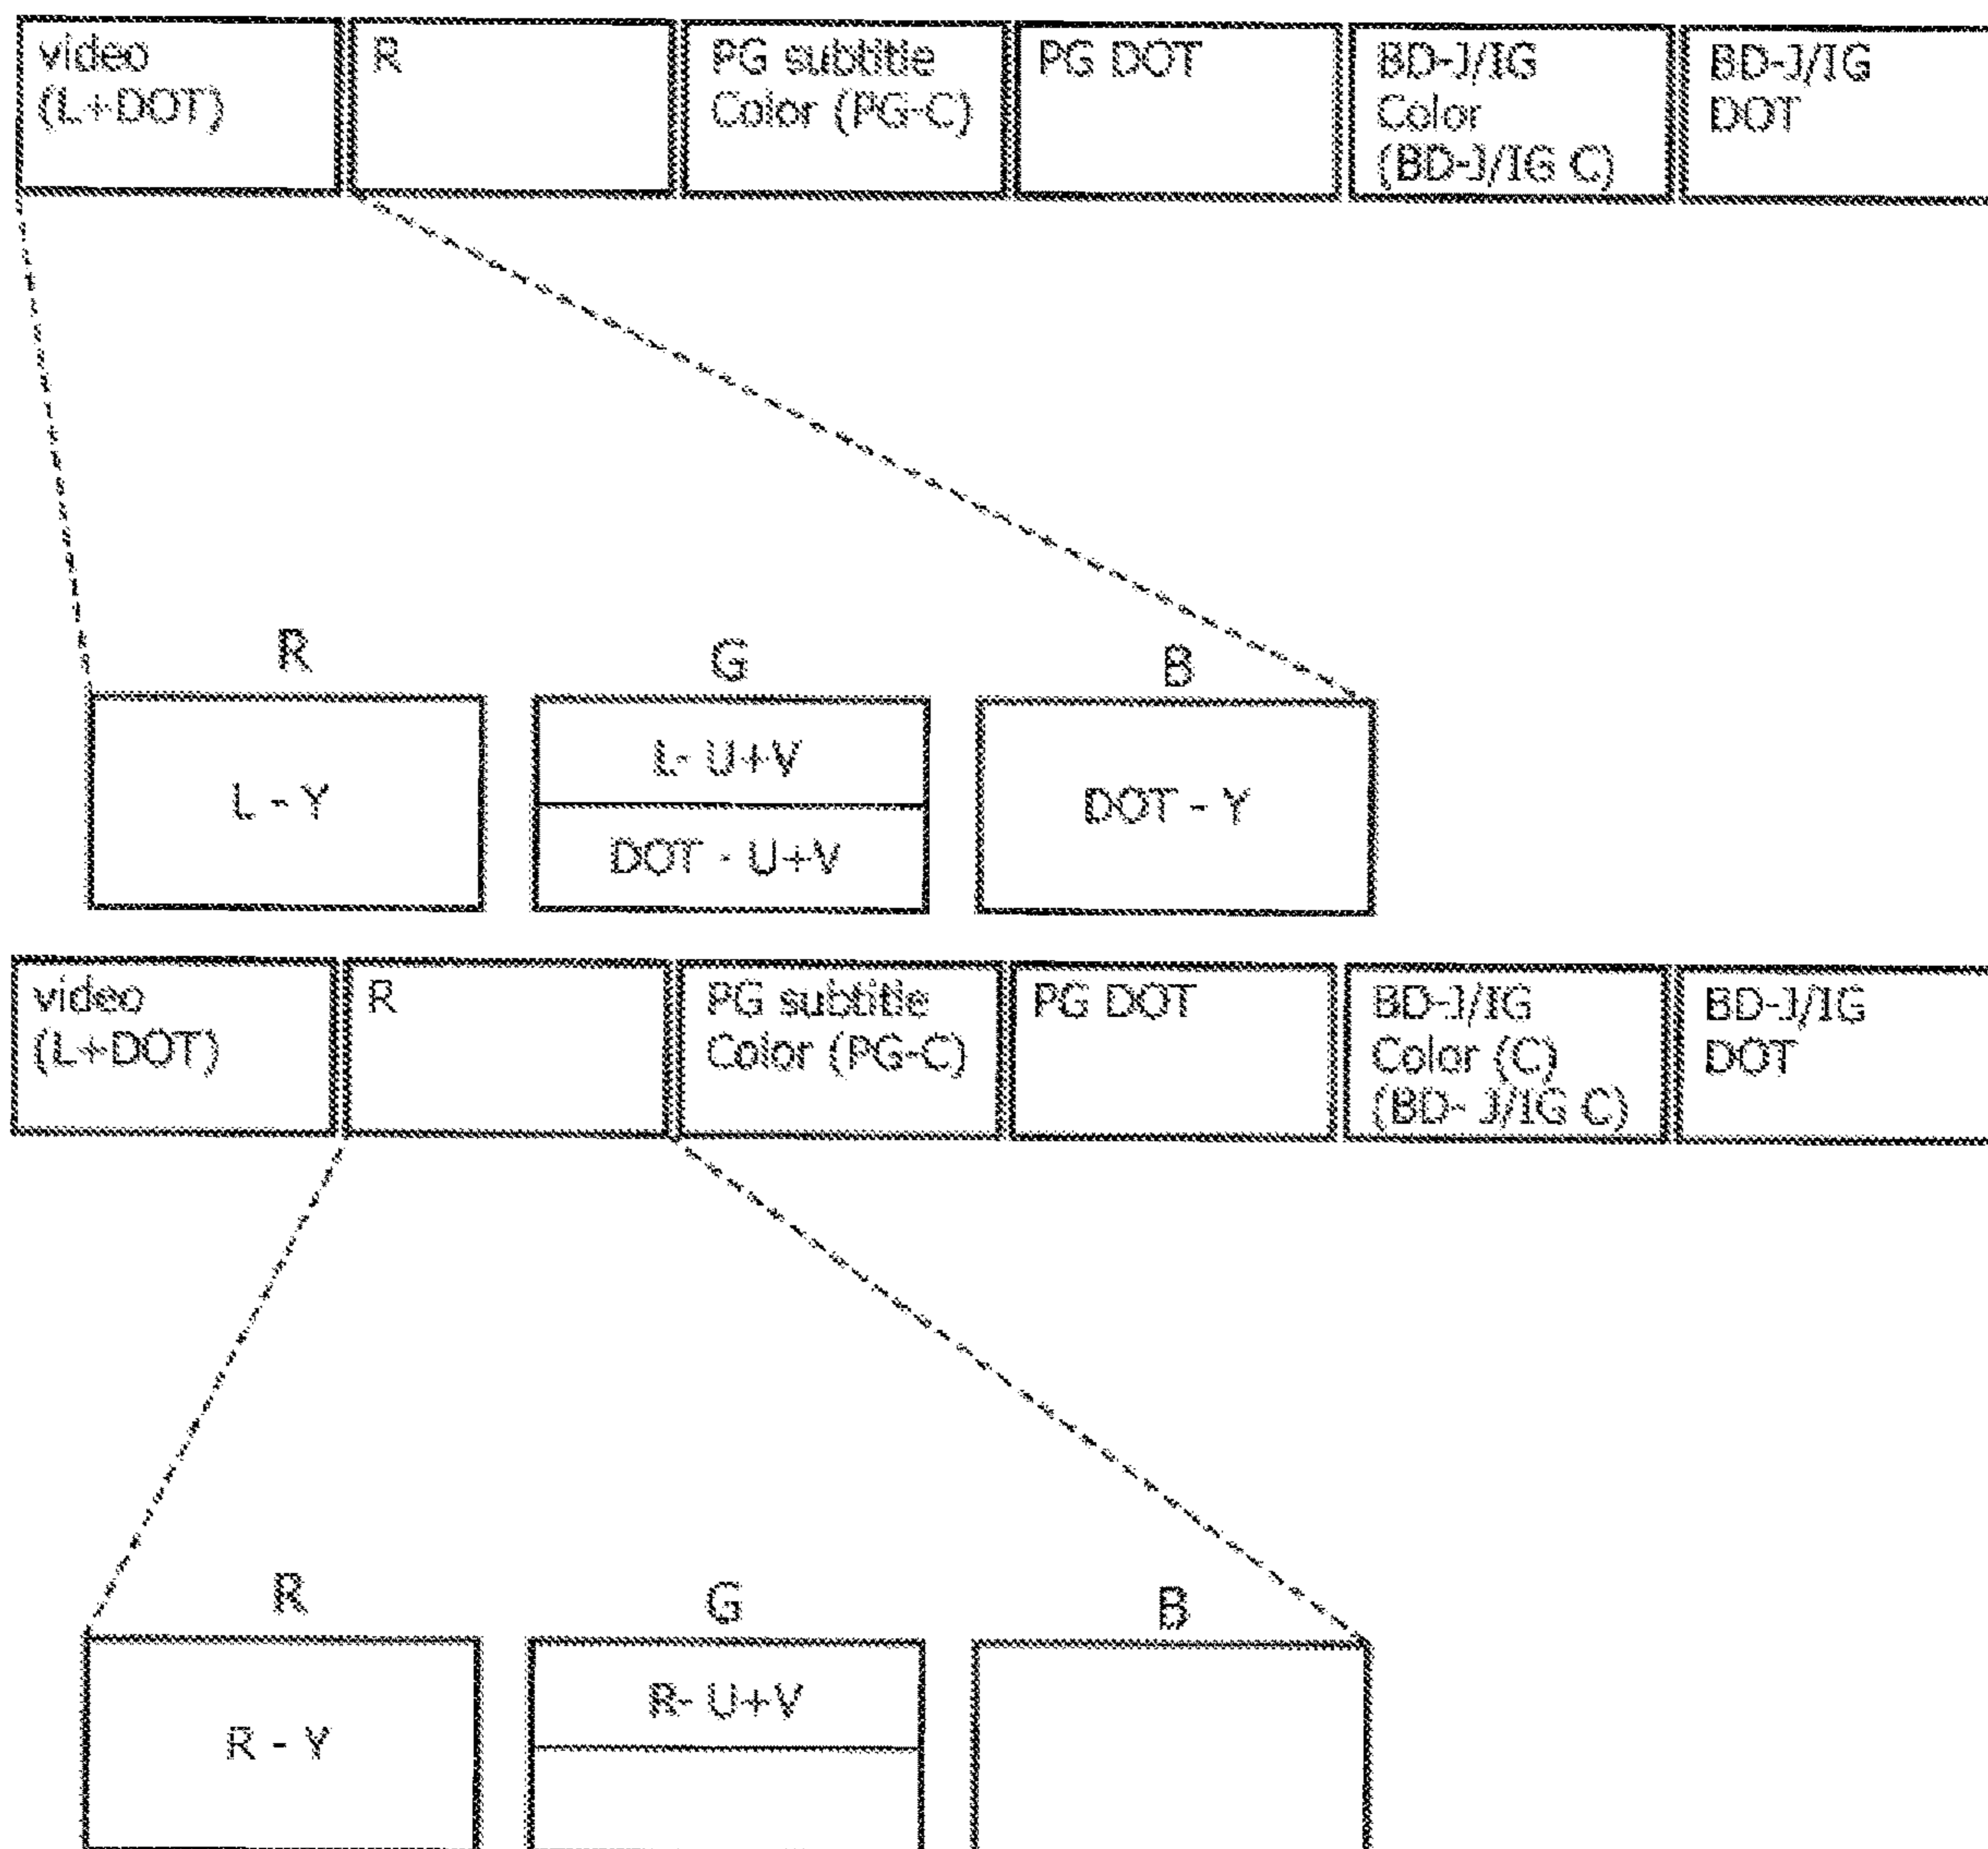 video
(L+DOT)
R
PG subtitle
Color (PG-C)
PG DOT
BD-J/IG
Color
(BD-J/IG C)
BD-J/IG
DOT
R
G
B
L - Y
L- U+V
DOT - U+V
DOT - Y
video
(L+DOT)
R
PG subtitle
Color (PG-C)
PG DOT
BD-J/IG
Color (C)
(BD- J/IG C)
BD-J/IG
DOT
R
G
B
R - Y
R- U+V